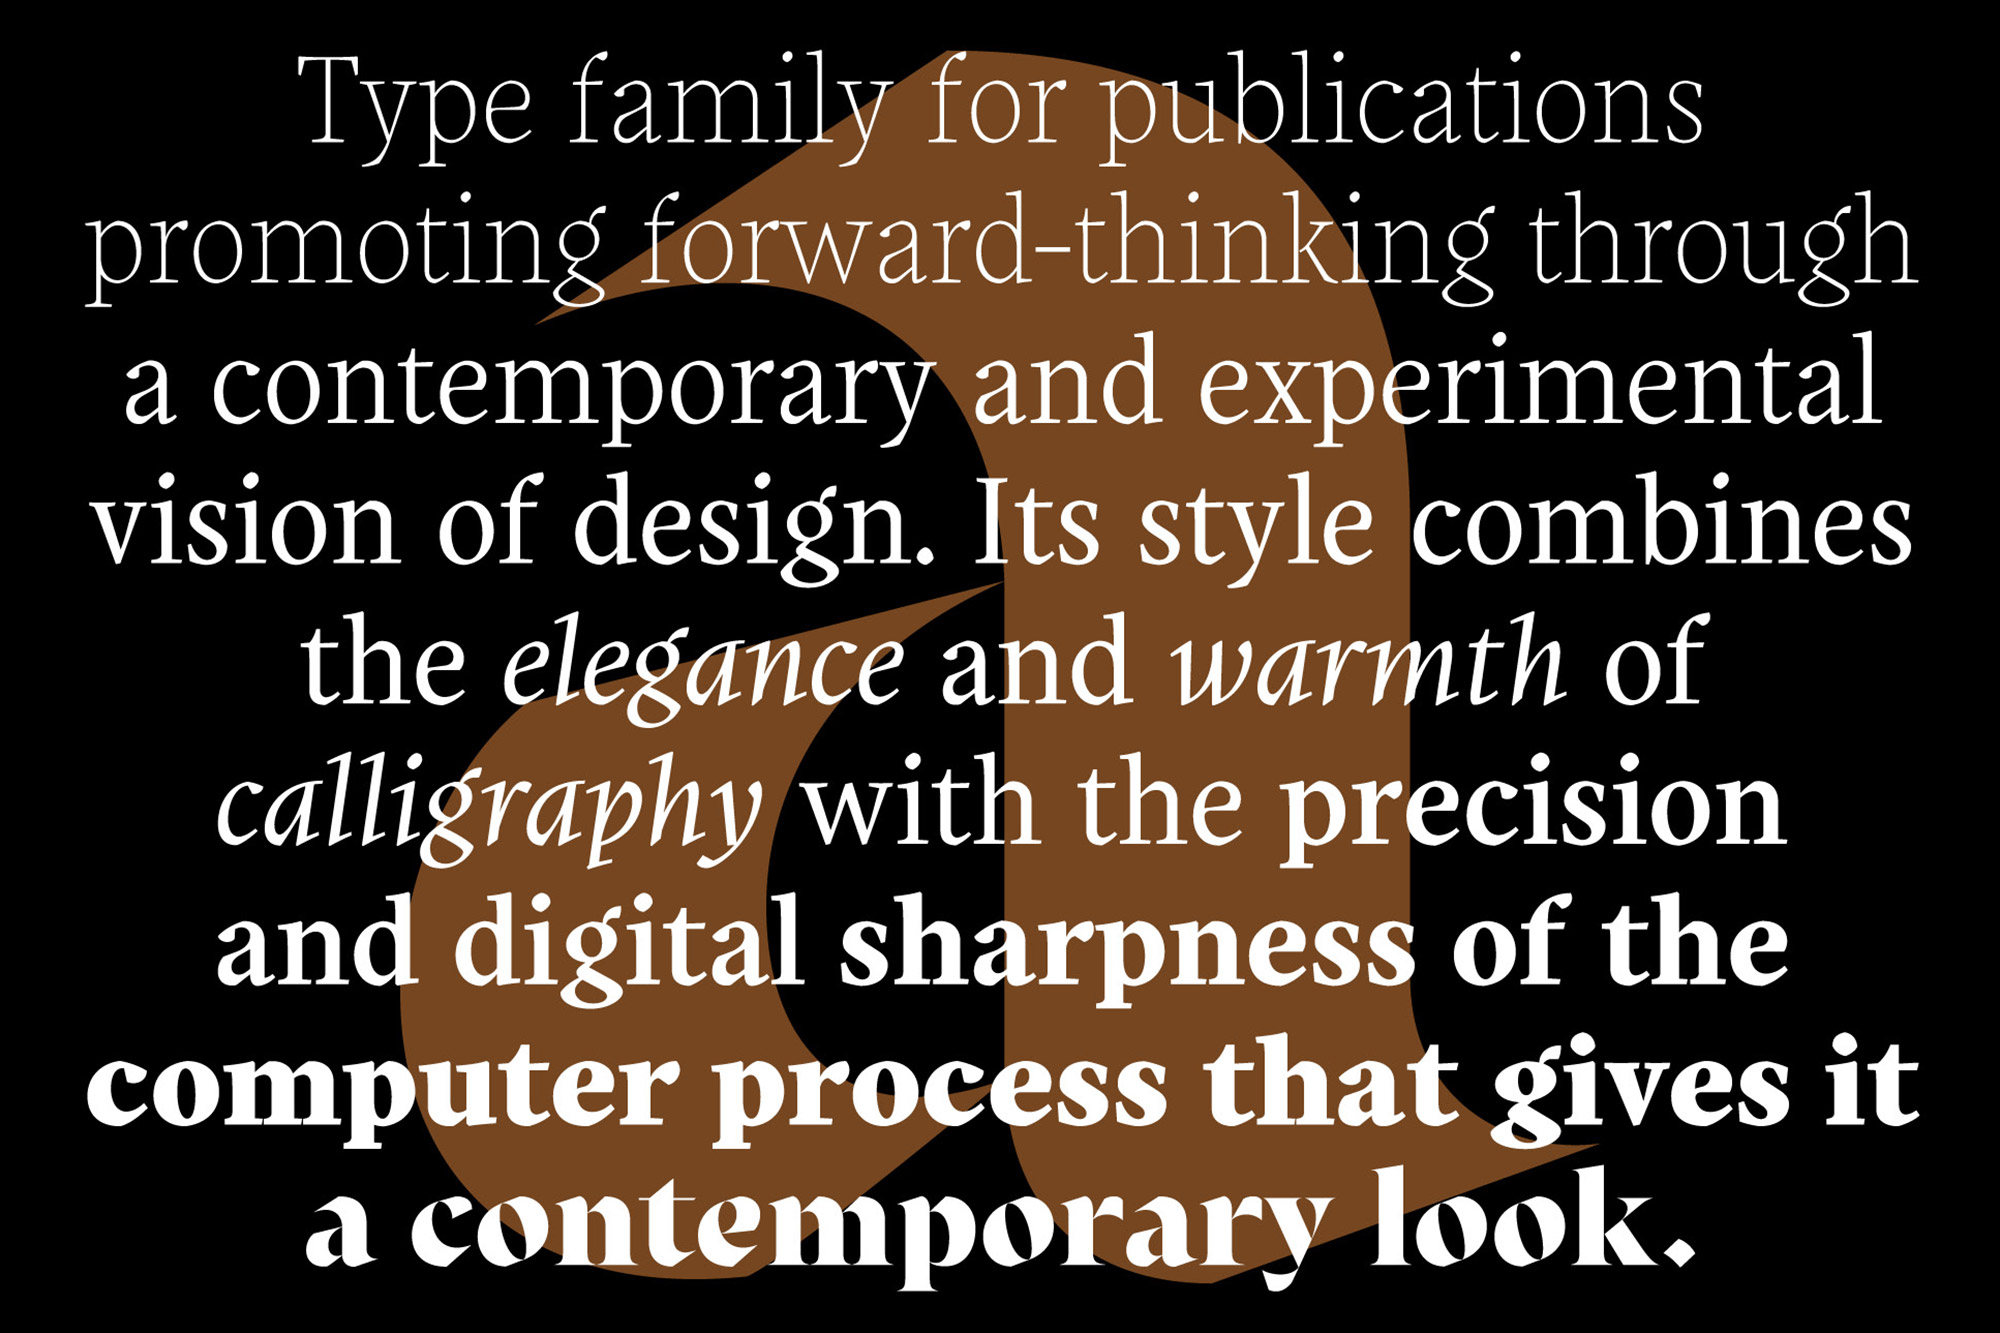 Type family for publications
promoting forward-thinking through
a contemporary and experimental
vision of design. Its style combines
the elegance and warmth of
calligraphy with the precision
and digital sharpness of the
computer process that gives it
a contemporary look.
a